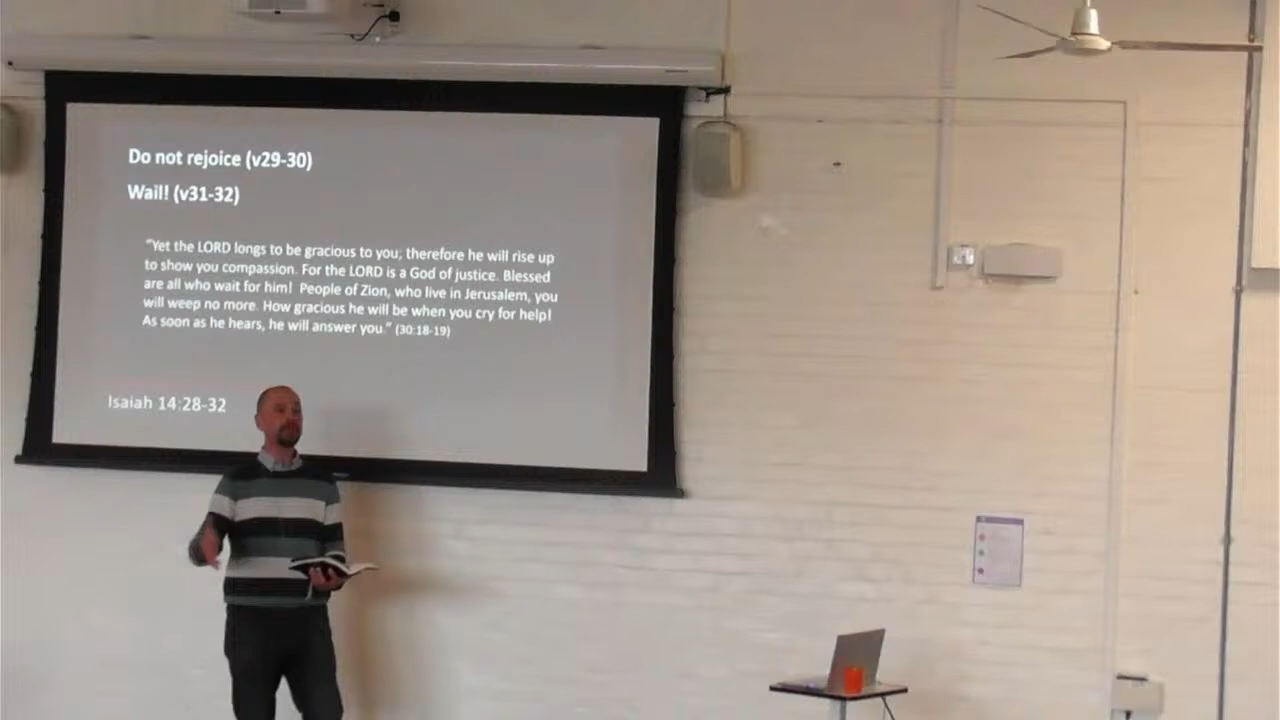 Do not rejoice (v29-30)
Wail! (v31-32)
“Yet the LORD longs to be gracious to you; therefore he will rise up
to show you compassion. For the LORD is a God of justice. Blessed
are all who wait for him! People of Zion, who live in Jerusalem, you
will weep no more. How gracious he will be when you cry for help!
As soon as he hears, he will answer you.” (30:18-19)
Isaiah 14:28-32